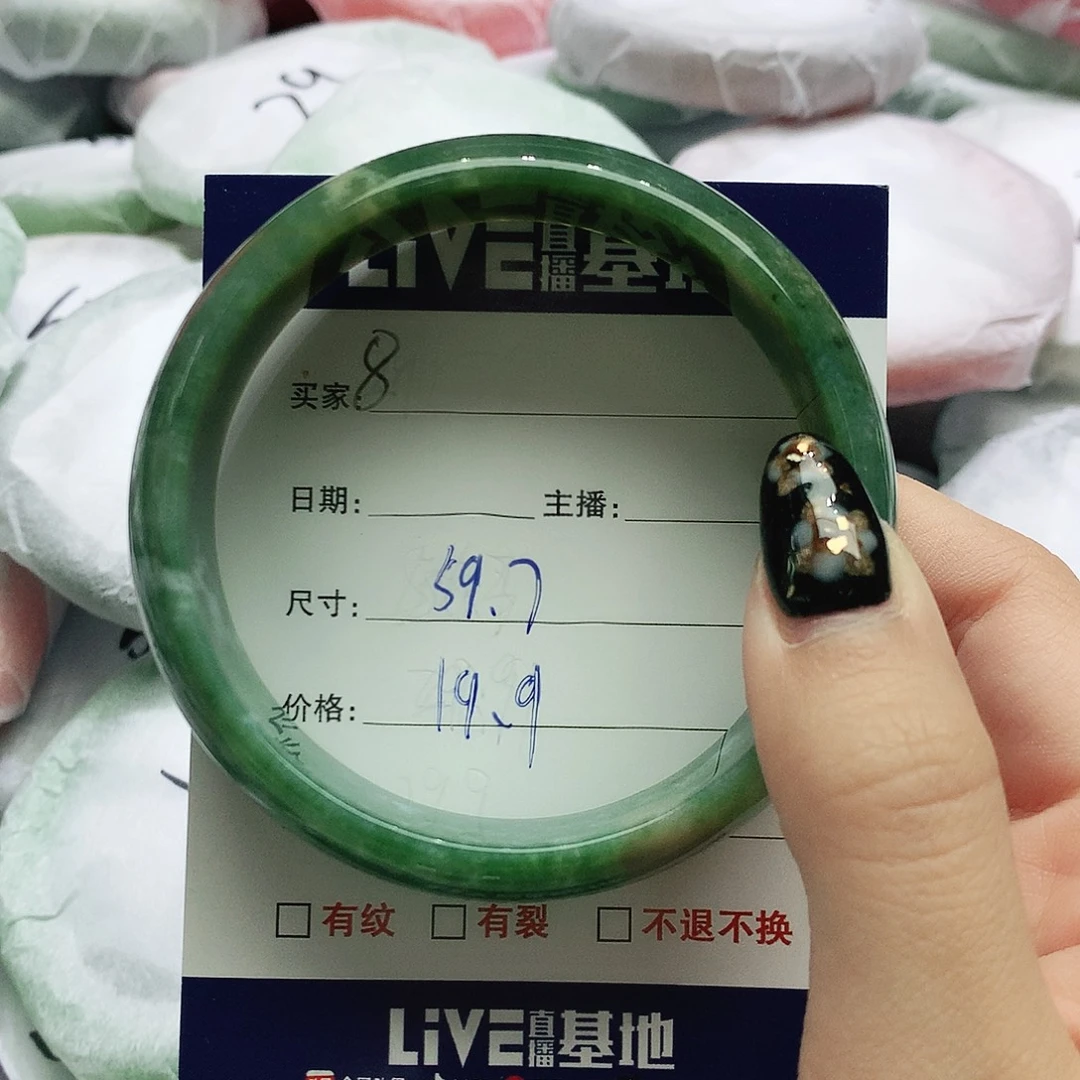 29
LiVE直播基地
买家:8
日期: 主播:
尺寸: 59.7
价格: 19.9
□有纹 □有裂 □不退不换
LiVE直播基地